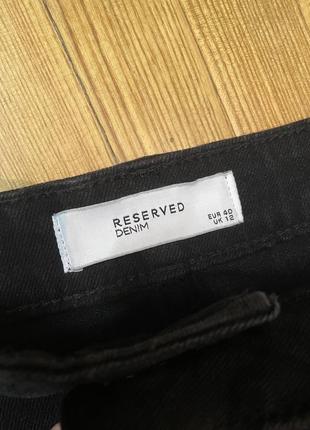 RESERVED
DENIM
EUR 40
UK 12